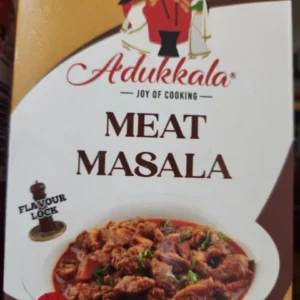 Adukkala®
JOY OF COOKING
MEAT
MASALA
FLAVOUR
LOCK